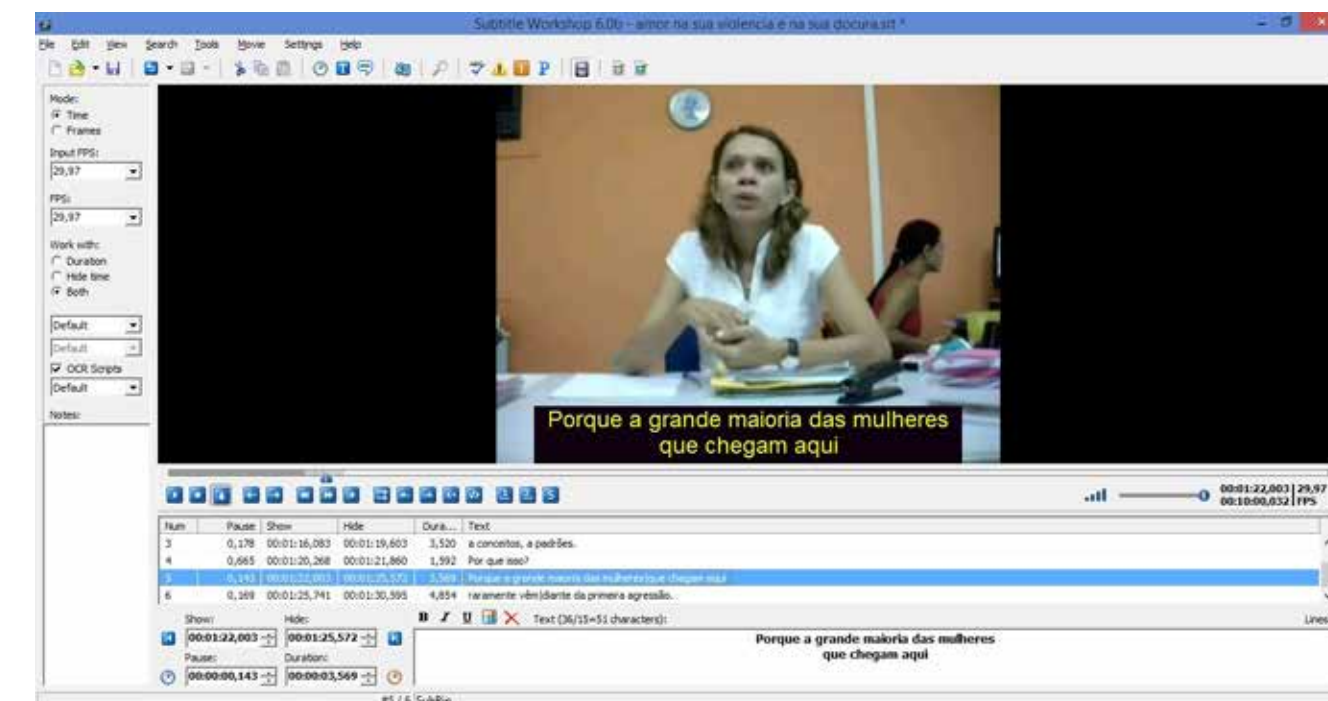 Subtitle Workshop 6.0b - amor na sua violencia e na sua docura.srt *
File Edit View Search Tools Movie Settings Help
Mode:
Time
Frames
Input FPS:
29,97
FPS:
29,97
Work with:
Duration
Hide time
Both
Default
Default
OCR Scripts
Default
Notes:
Porque a grande maioria das mulheres
que chegam aqui
00:01:22,003 29,97
00:10:00,032 FPS
Num Pause Show Hide Dura... Text
3 0,178 00:01:16,083 00:01:19,603 3,520 a conceitos, a padrões.
4 0,665 00:01:20,268 00:01:21,860 1,592 Por que isso?
5 0,143 00:01:22,003 00:01:25,572 3,569 Porque a grande maioria das mulheres|que chegam aqui
6 0,169 00:01:25,741 00:01:30,595 4,854 raramente vêm|diante da primera agressão.
Show: Hide: B I U Text (36/15=51 characters): Lines
00:01:22,003 00:01:25,572
Pause: Duration:
00:00:00,143 00:00:03,569
Porque a grande maioria das mulheres
que chegam aqui